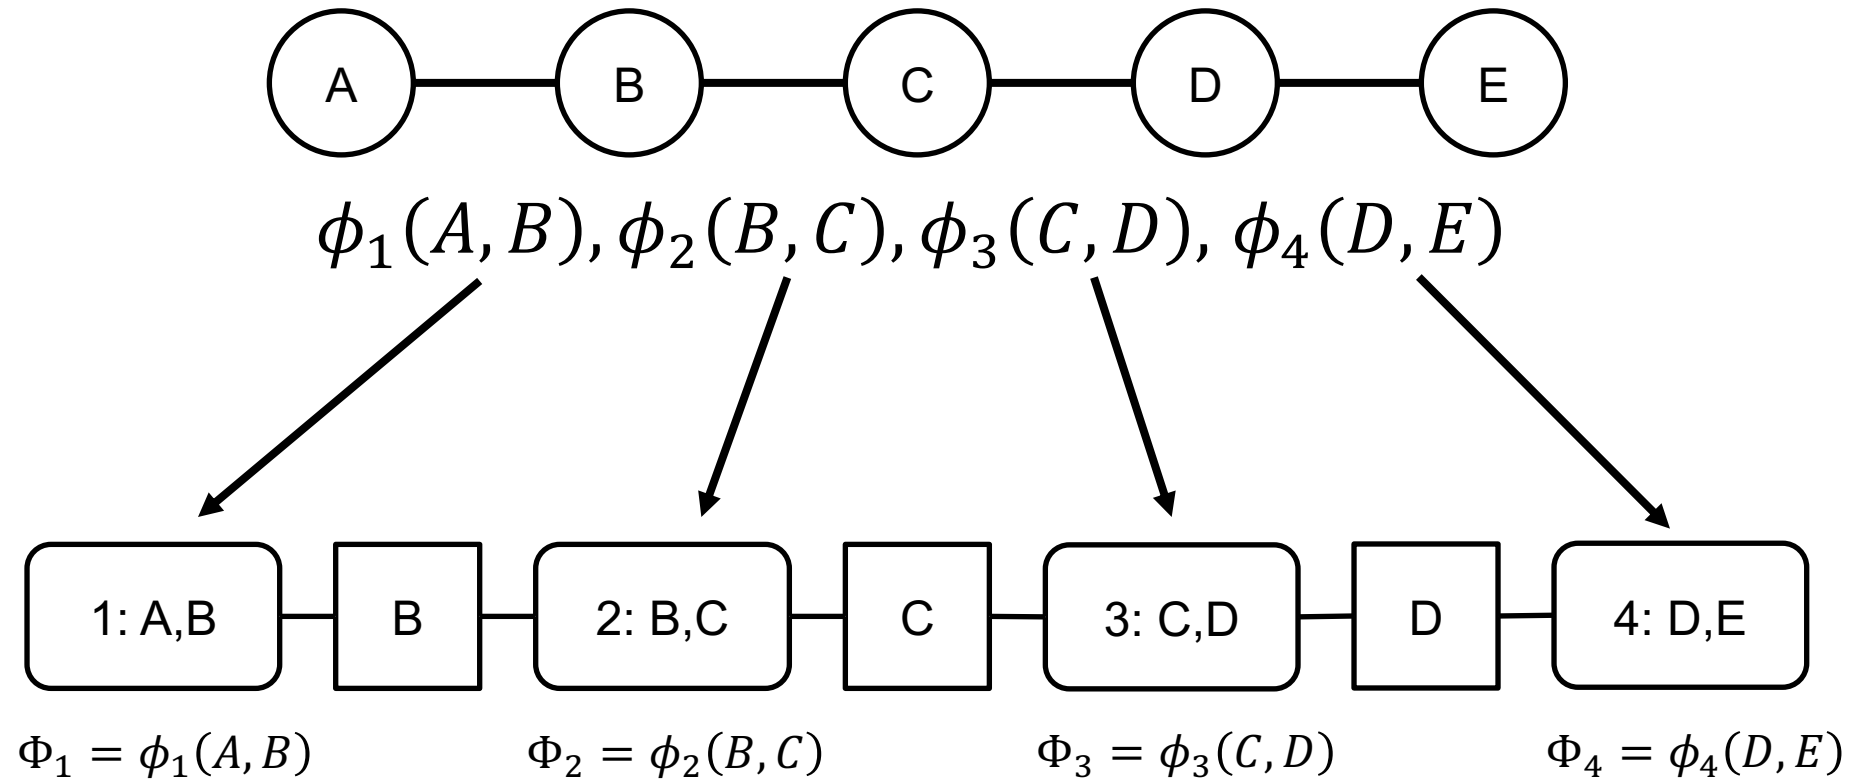 A B C D E
ϕ₁(A, B), ϕ₂(B, C), ϕ₃(C, D), ϕ₄(D, E)
1: A,B B 2: B,C C 3: C,D D 4: D,E
Φ₁ = ϕ₁(A, B) Φ₂ = ϕ₂(B, C) Φ₃ = ϕ₃(C, D) Φ₄ = ϕ₄(D, E)